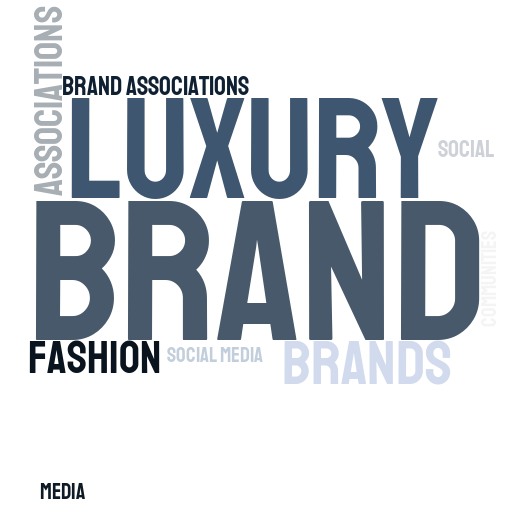 ASSOCIATIONS
BRAND ASSOCIATIONS
LUXURY
SOCIAL
BRAND
COMMUNITIES
FASHION
SOCIAL MEDIA
BRANDS
MEDIA